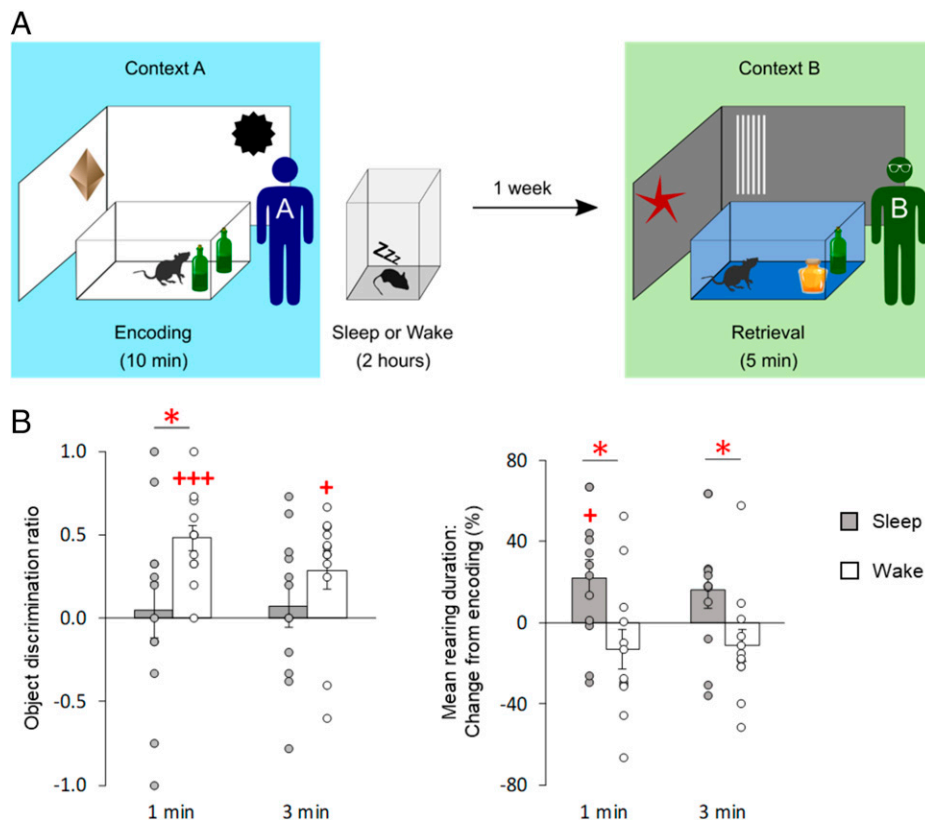 A
Context A
A
Encoding
(10 min)
Zzzz
Sleep or Wake
(2 hours)
1 week
Context B
B
Retrieval
(5 min)
B
Object discrimination ratio
1.0
0.5
0.0
-0.5
-1.0
*
+++
+
1 min
3 min
Mean rearing duration:
Change from encoding (%)
80
40
0
-40
-80
*
+
*
1 min
3 min
Sleep
Wake